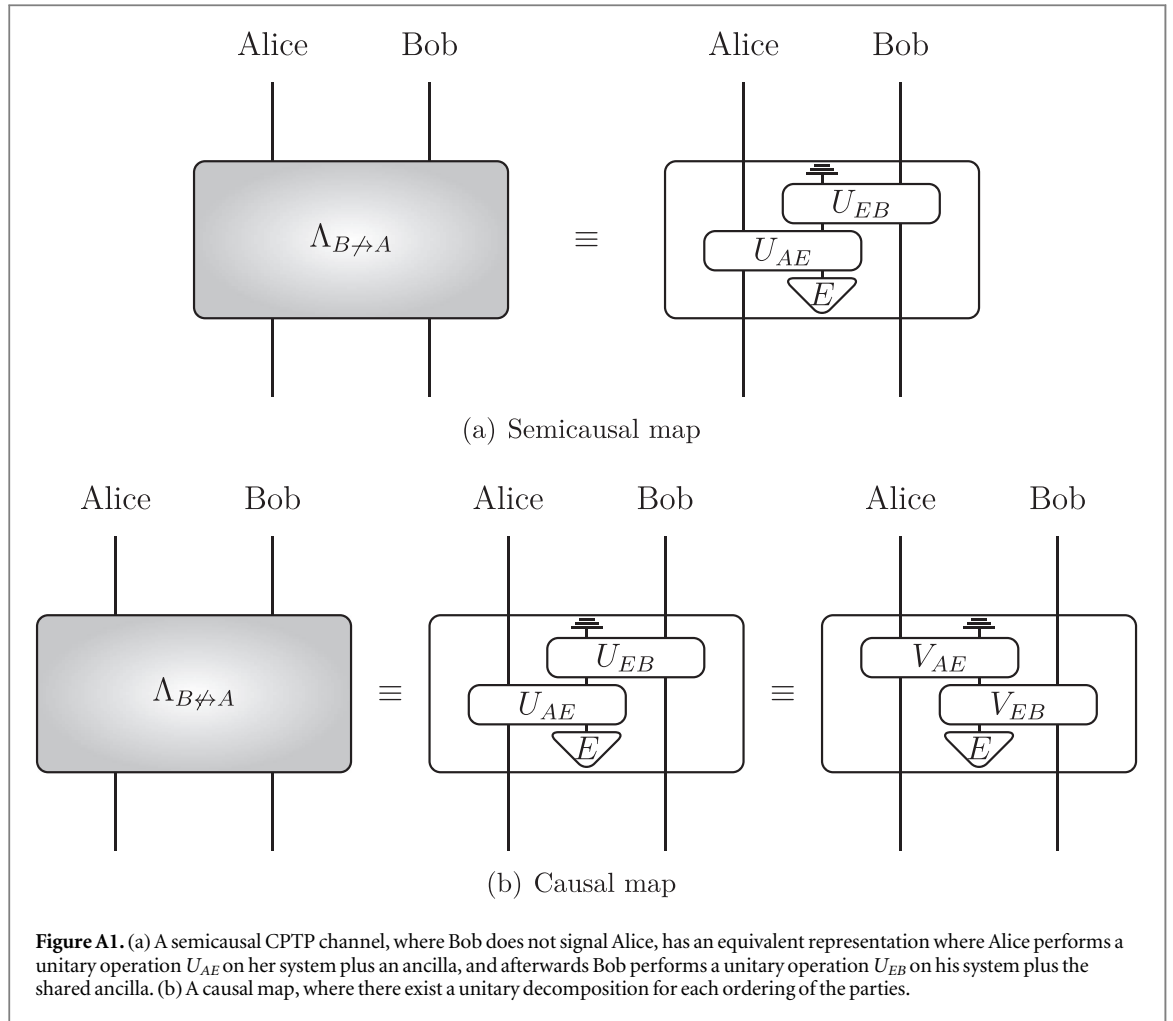 Alice Bob Alice Bob
U_{EB}
Λ_{B↛A} ≡ U_{AE}
E
(a) Semicausal map
Alice Bob Alice Bob Alice Bob
U_{EB} V_{AE}
Λ_{B↮A} ≡ U_{AE} ≡ V_{EB}
E E
(b) Causal map
Figure A1. (a) A semicausal CPTP channel, where Bob does not signal Alice, has an equivalent representation where Alice performs a
unitary operation U_{AE} on her system plus an ancilla, and afterwards Bob performs a unitary operation U_{EB} on his system plus the
shared ancilla. (b) A causal map, where there exist a unitary decomposition for each ordering of the parties.